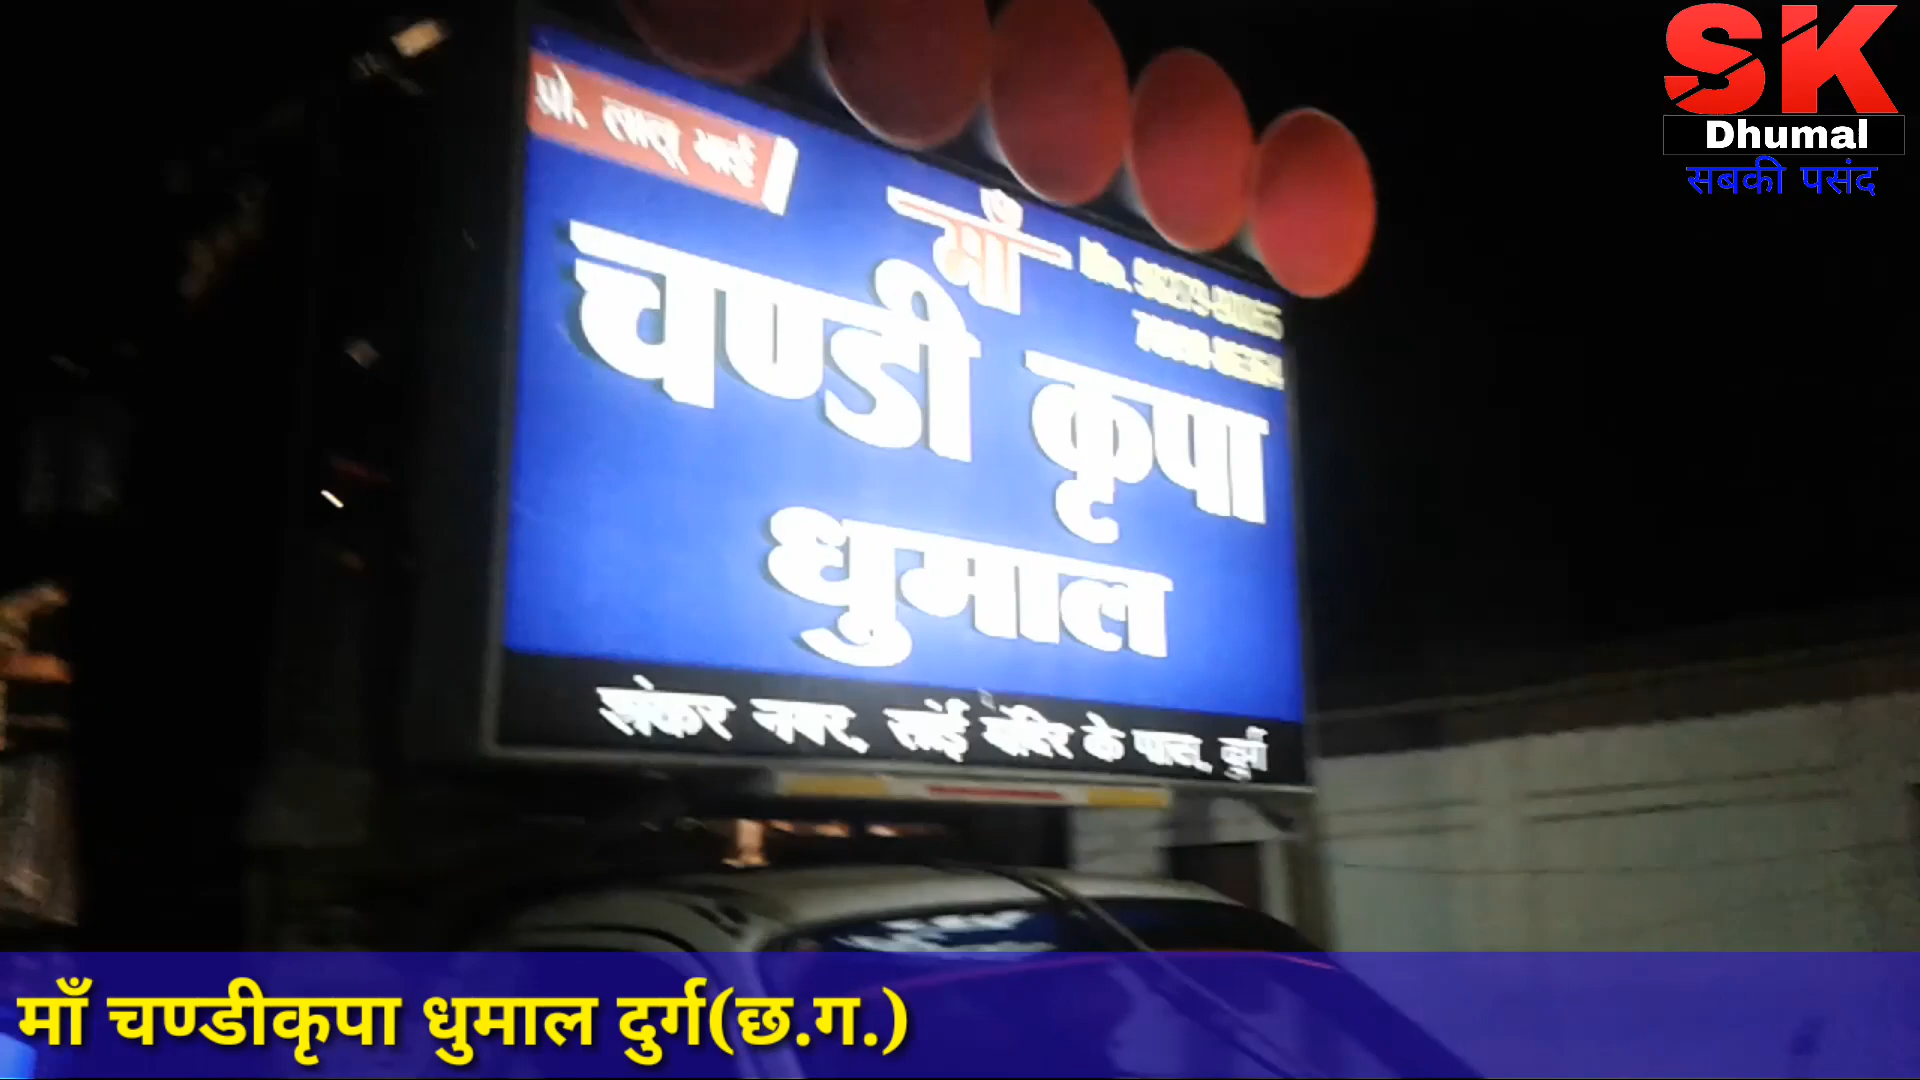 SK
Dhumal
सबकी पसंद
प्रो. लालू भाई
माँ
चण्डी कृपा
धुमाल
शंकर नगर, साईं मंदिर के पास, दुर्ग
माँ चण्डीकृपा धुमाल दुर्ग(छ.ग.)